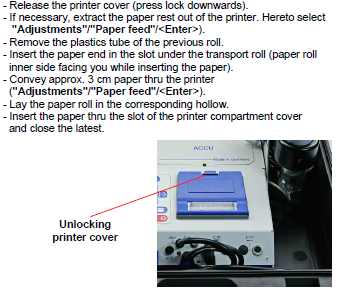 - Release the printer cover (press lock downwards).
- If necessary, extract the paper rest out of the printer. Hereto select
"Adjustments"/"Paper feed"/<Enter>).
- Remove the plastics tube of the previous roll.
- Insert the paper end in the slot under the transport roll (paper roll
inner side facing you while inserting the paper).
- Convey approx. 3 cm paper thru the printer
("Adjustments"/"Paper feed"/<Enter>).
- Lay the paper roll in the corresponding hollow.
- Insert the paper thru the slot of the printer compartment cover
and close the latest.
ACCU
Made in Germany
Unlocking
printer cover